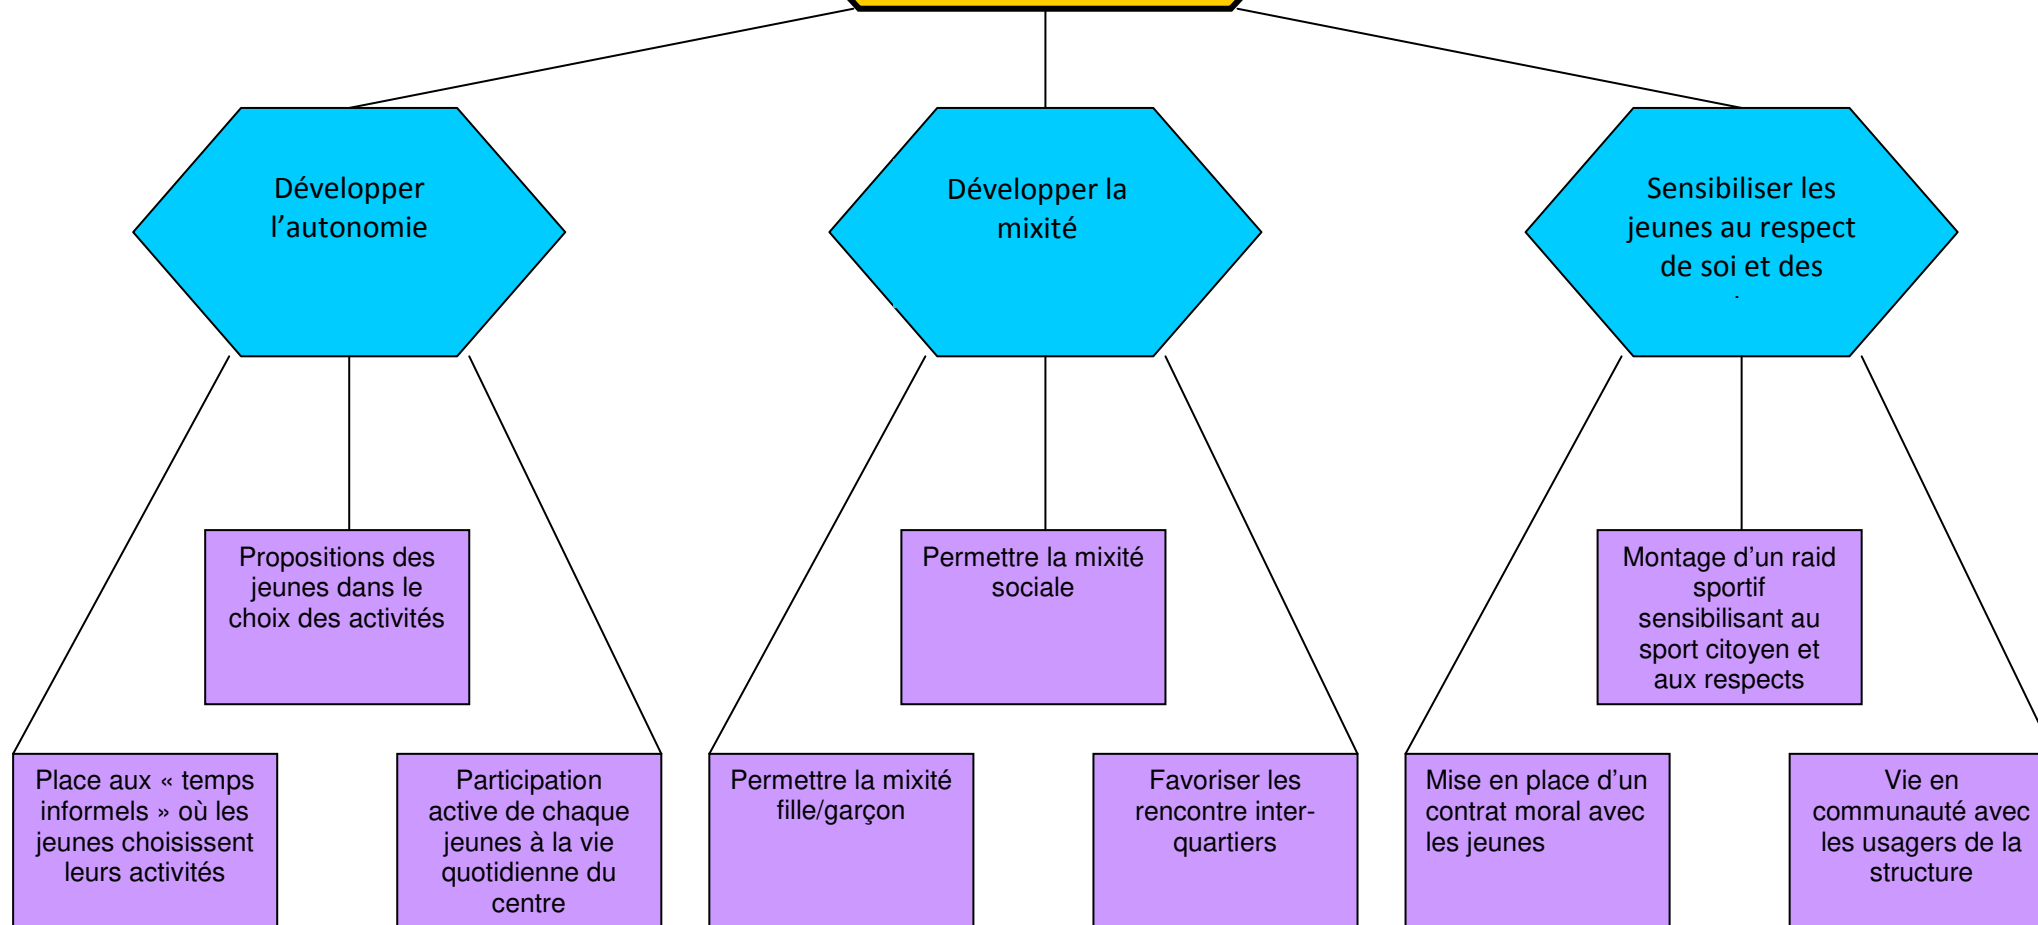 Développer
l’autonomie
Développer la
mixité
Sensibiliser les
jeunes au respect
de soi et des
Propositions des
jeunes dans le
choix des activités
Permettre la mixité
sociale
Montage d’un raid
sportif
sensibilisant au
sport citoyen et
aux respects
Place aux « temps
informels » où les
jeunes choisissent
leurs activités
Participation
active de chaque
jeunes à la vie
quotidienne du
centre
Permettre la mixité
fille/garçon
Favoriser les
rencontre inter-
quartiers
Mise en place d’un
contrat moral avec
les jeunes
Vie en
communauté avec
les usagers de la
structure